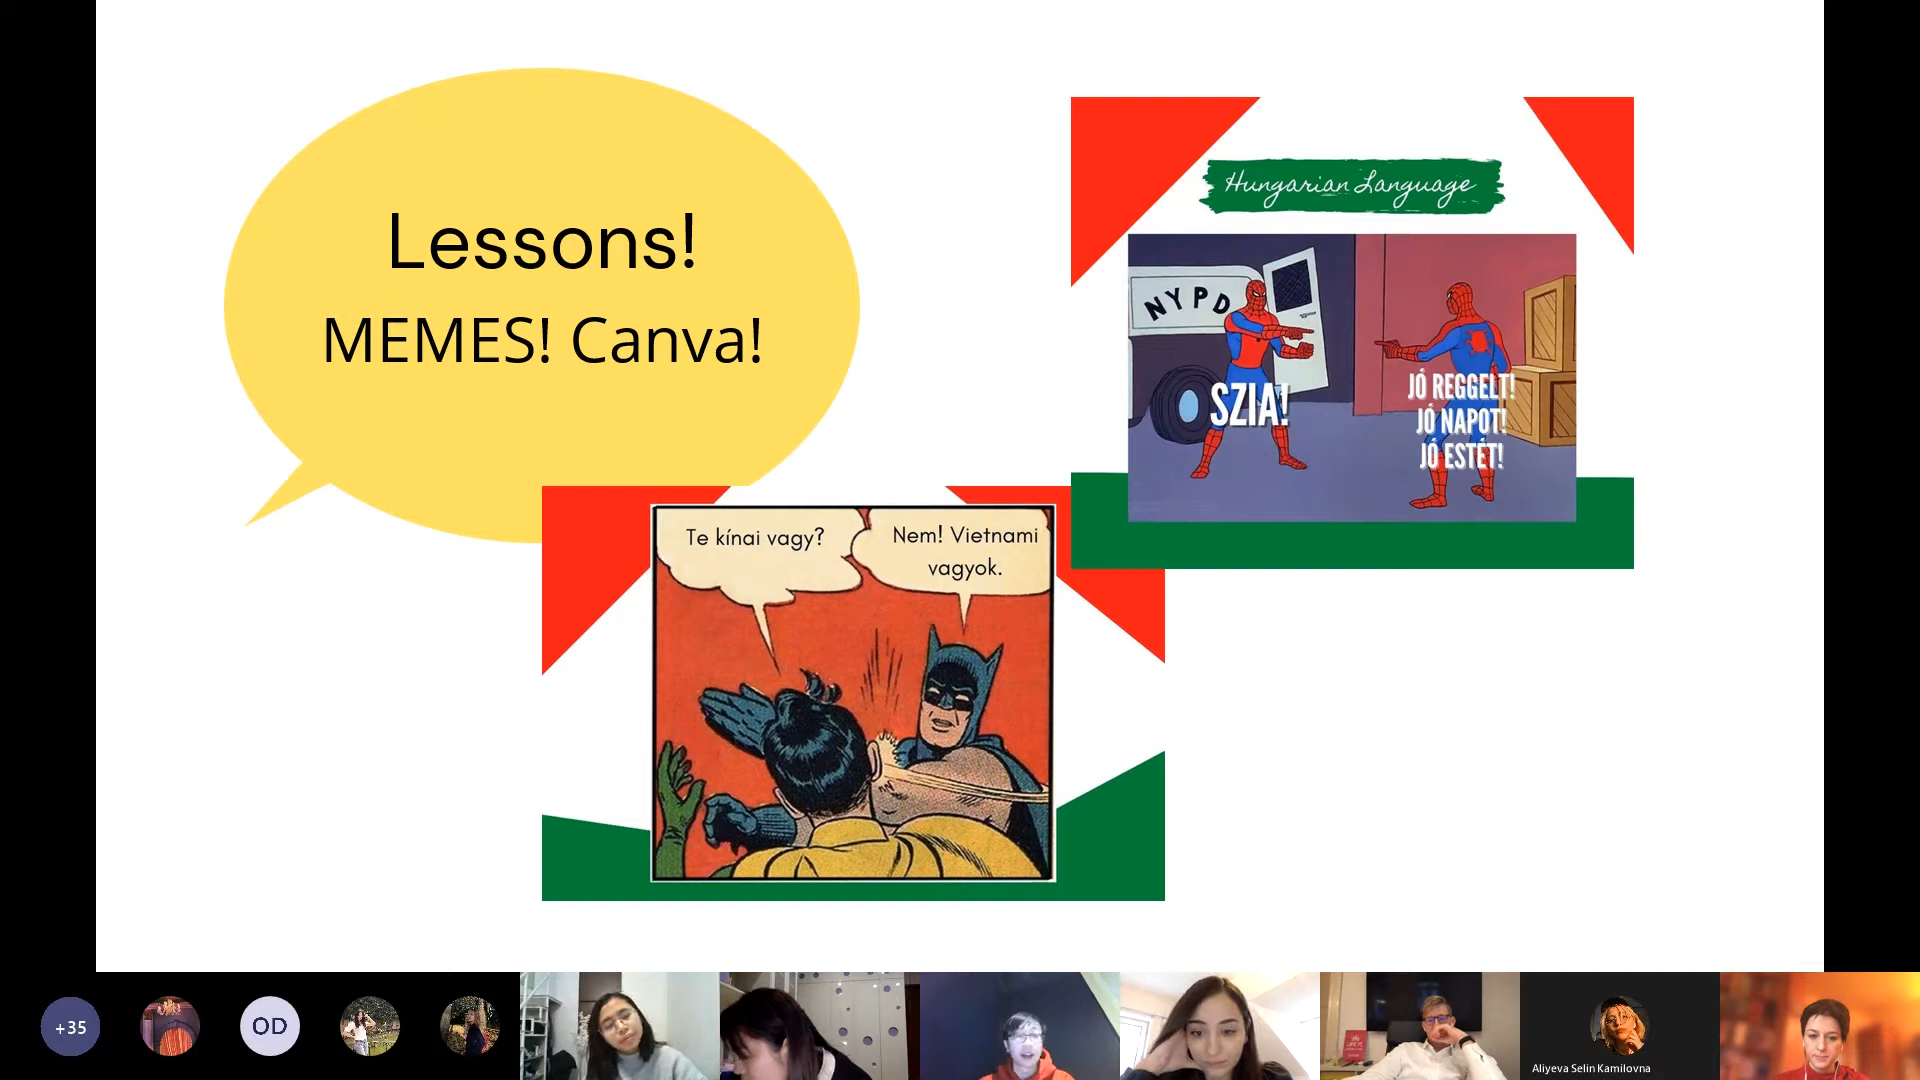 Lessons!
MEMES! Canva!
Hungarian Language
NYPD
SZIA!
JÓ REGGELT!
JÓ NAPOT!
JÓ ESTÉT!
Te kínai vagy?
Nem! Vietnami
vagyok.
+35
OD
Aliyeva Selin Kamilovna